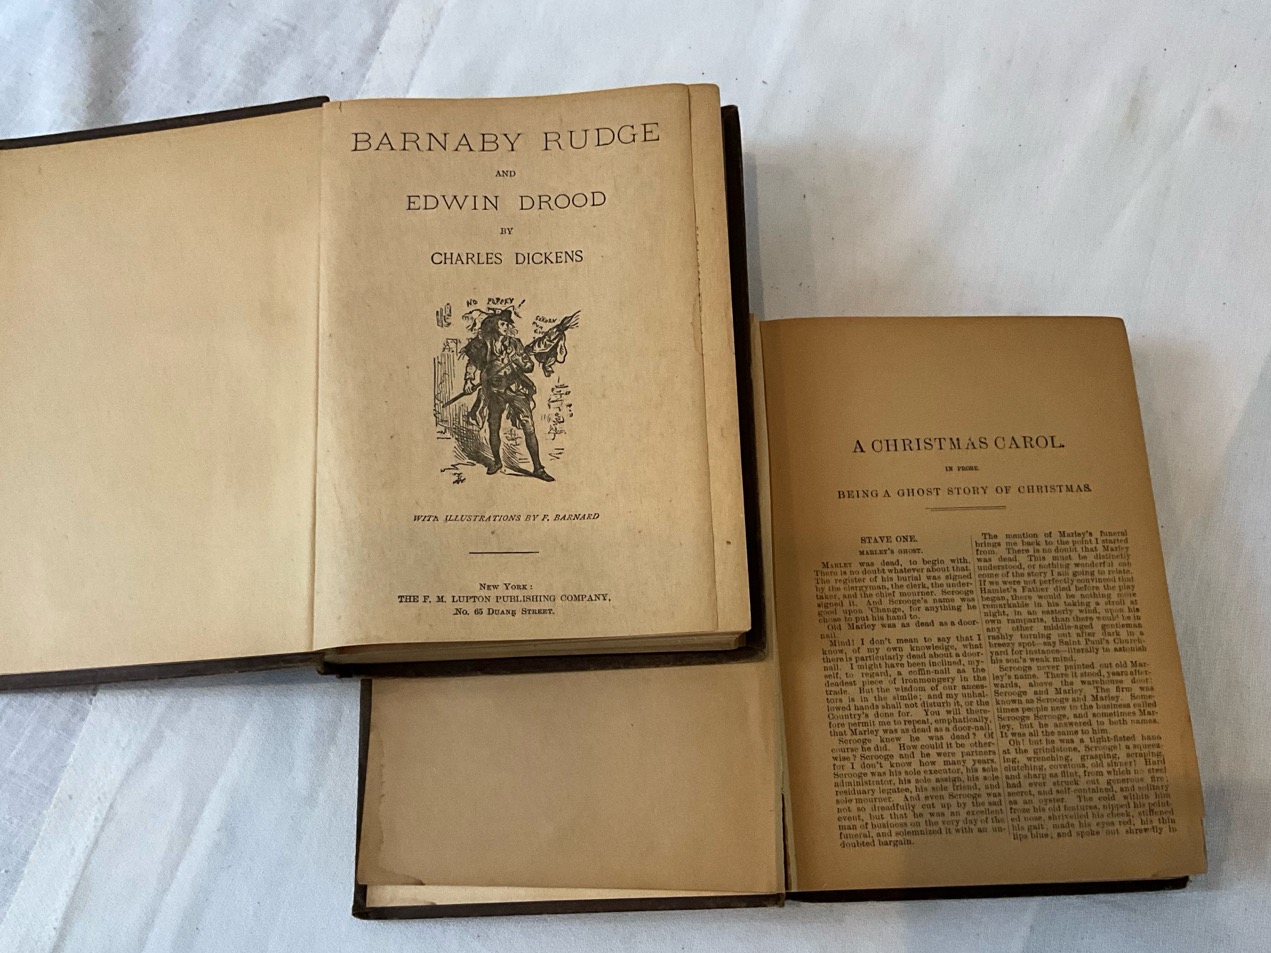 BARNABY RUDGE
AND
EDWIN DROOD
BY
CHARLES DICKENS
NO POPERY!
WITH ILLUSTRATIONS BY F. BARNARD
NEW YORK:
THE F. M. LUPTON PUBLISHING COMPANY,
No. 65 DUANE STREET.
A CHRISTMAS CAROL.
IN PROSE.
BEING A GHOST STORY OF CHRISTMAS.
STAVE ONE.
MARLEY'S GHOST.
MARLEY was dead, to begin with.
There is no doubt whatever about that.
The register of his burial was signed
by the clergyman, the clerk, the under-
taker, and the chief mourner. Scrooge
signed it. And Scrooge's name was
good upon 'Change, for anything he
chose to put his hand to.
Old Marley was as dead as a door-
nail.
Mind! I don't mean to say that I
know, of my own knowledge, what
there is particularly dead about a door-
nail. I might have been inclined, my-
self, to regard, a coffin-nail as the
deadest piece of ironmongery in the
trade. But the wisdom of our ances-
tors is in the simile; and my unhal-
lowed hands shall not disturb it, or the
Country's done for. You will there-
fore permit me to repeat, emphatically,
that Marley was as dead as a door-nail.
Scrooge knew he was dead? Of
course he did. How could it be other-
wise? Scrooge and he were partners
for I don't know how many years.
Scrooge was his sole executor, his sole
administrator, his sole assign, his sole
residuary legatee, his sole friend, and
sole mourner. And even Scrooge was
not so dreadfully cut up by the sad
event, but that he was an excellent
man of business on the very day of the
funeral, and solemnized it with an un-
doubted bargain.
The mention of Marley's funeral
brings me back to the point I started
from. There is no doubt that Marley
was dead. This must be distinctly
understood, or nothing wonderful can
come of the story I am going to relate.
If we were not perfectly convinced that
Hamlet's Father died before the play
began, there would be nothing more
remarkable in his taking a stroll at
night, in an easterly wind, upon his
own ramparts, than there would be in
any other middle-aged gentleman
rashly turning out after dark in a
breezy spot—say Saint Paul's Church-
yard for instance—literally to astonish
his son's weak mind.
Scrooge never painted out old Mar-
ley's name. There it stood, years after-
wards, above the warehouse door:
Scrooge and Marley. The firm was
known as Scrooge and Marley. Some-
times people new to the business called
Scrooge Scrooge, and sometimes Mar-
ley, but he answered to both names.
It was all the same to him.
Oh! but he was a tight-fisted hand
at the grindstone, Scrooge! a squeez-
ing, wrenching, grasping, scraping,
clutching, covetous, old sinner! Hard
and sharp as flint, from which no steel
had ever struck out generous fire;
secret, and self-contained, and solitary
as an oyster. The cold within him
froze his old features, nipped his point-
ed nose, shriveled his cheek, stiffened
his gait; made his eyes red, his thin
lips blue; and spoke out shrewdly in